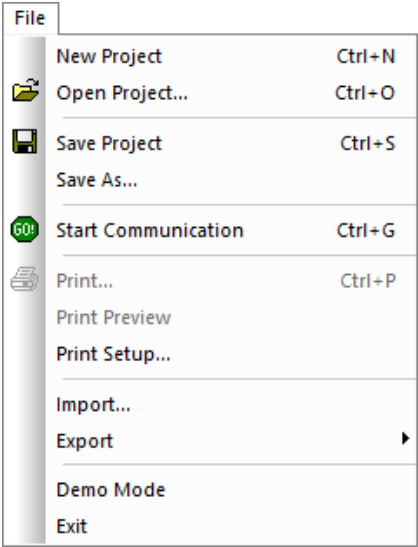 File
New Project Ctrl+N
Open Project... Ctrl+O
Save Project Ctrl+S
Save As...
GO! Start Communication Ctrl+G
Print... Ctrl+P
Print Preview
Print Setup...
Import...
Export
Demo Mode
Exit